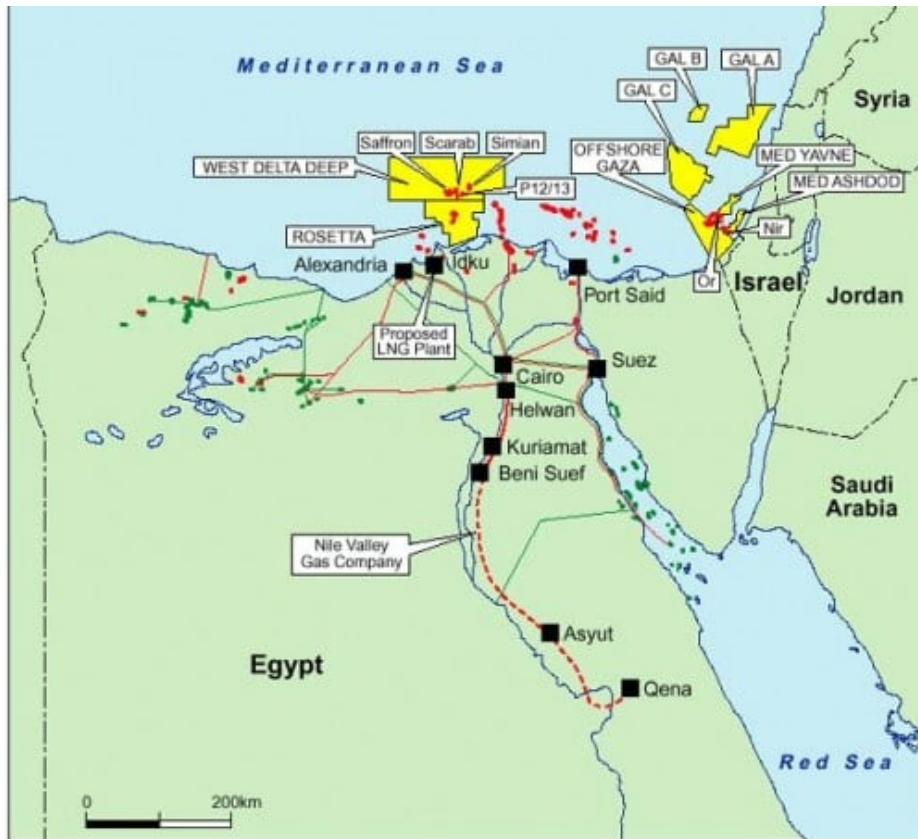 Mediterranean Sea
GAL B
GAL A
GAL C
Syria
Saffron
Scarab
Simian
OFFSHORE
GAZA
MED YAVNE
WEST DELTA DEEP
P12/13
MED ASHDOD
ROSETTA
Nir
Alexandria
Idku
Or
Israel
Port Said
Jordan
Proposed
LNG Plant
Cairo
Suez
Helwan
Kuriamat
Beni Suef
Saudi
Arabia
Nile Valley
Gas Company
Asyut
Egypt
Qena
Red Sea
0
200km